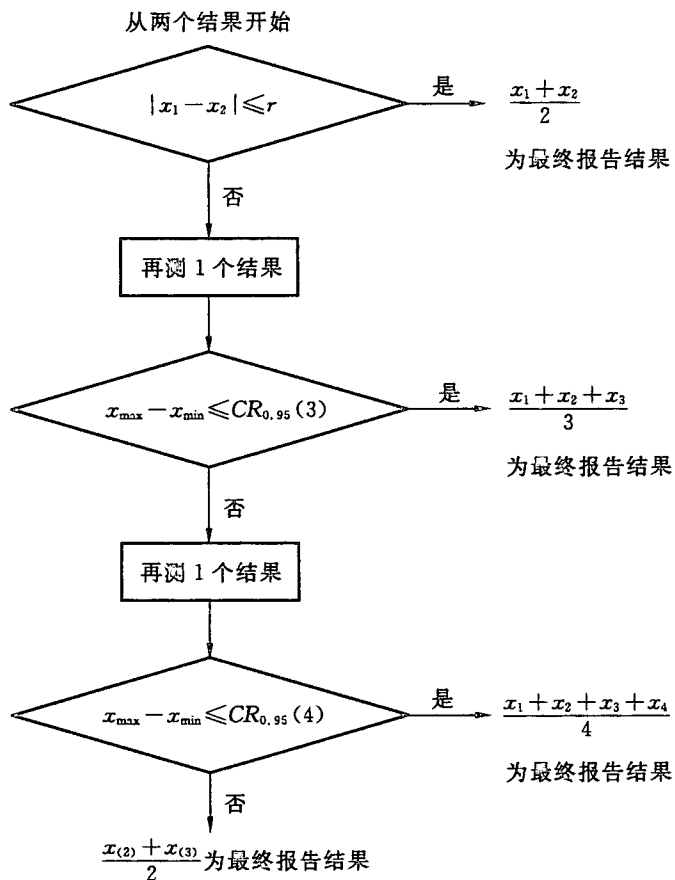 从两个结果开始
|x₁－x₂|≤r
是
x₁＋x₂
2
为最终报告结果
否
再测 1 个结果
xmax－xmin≤CR₀.₉₅(3)
是
x₁＋x₂＋x₃
3
为最终报告结果
否
再测 1 个结果
xmax－xmin≤CR₀.₉₅(4)
是
x₁＋x₂＋x₃＋x₄
4
为最终报告结果
否
x₍₂₎＋x₍₃₎
2
为最终报告结果